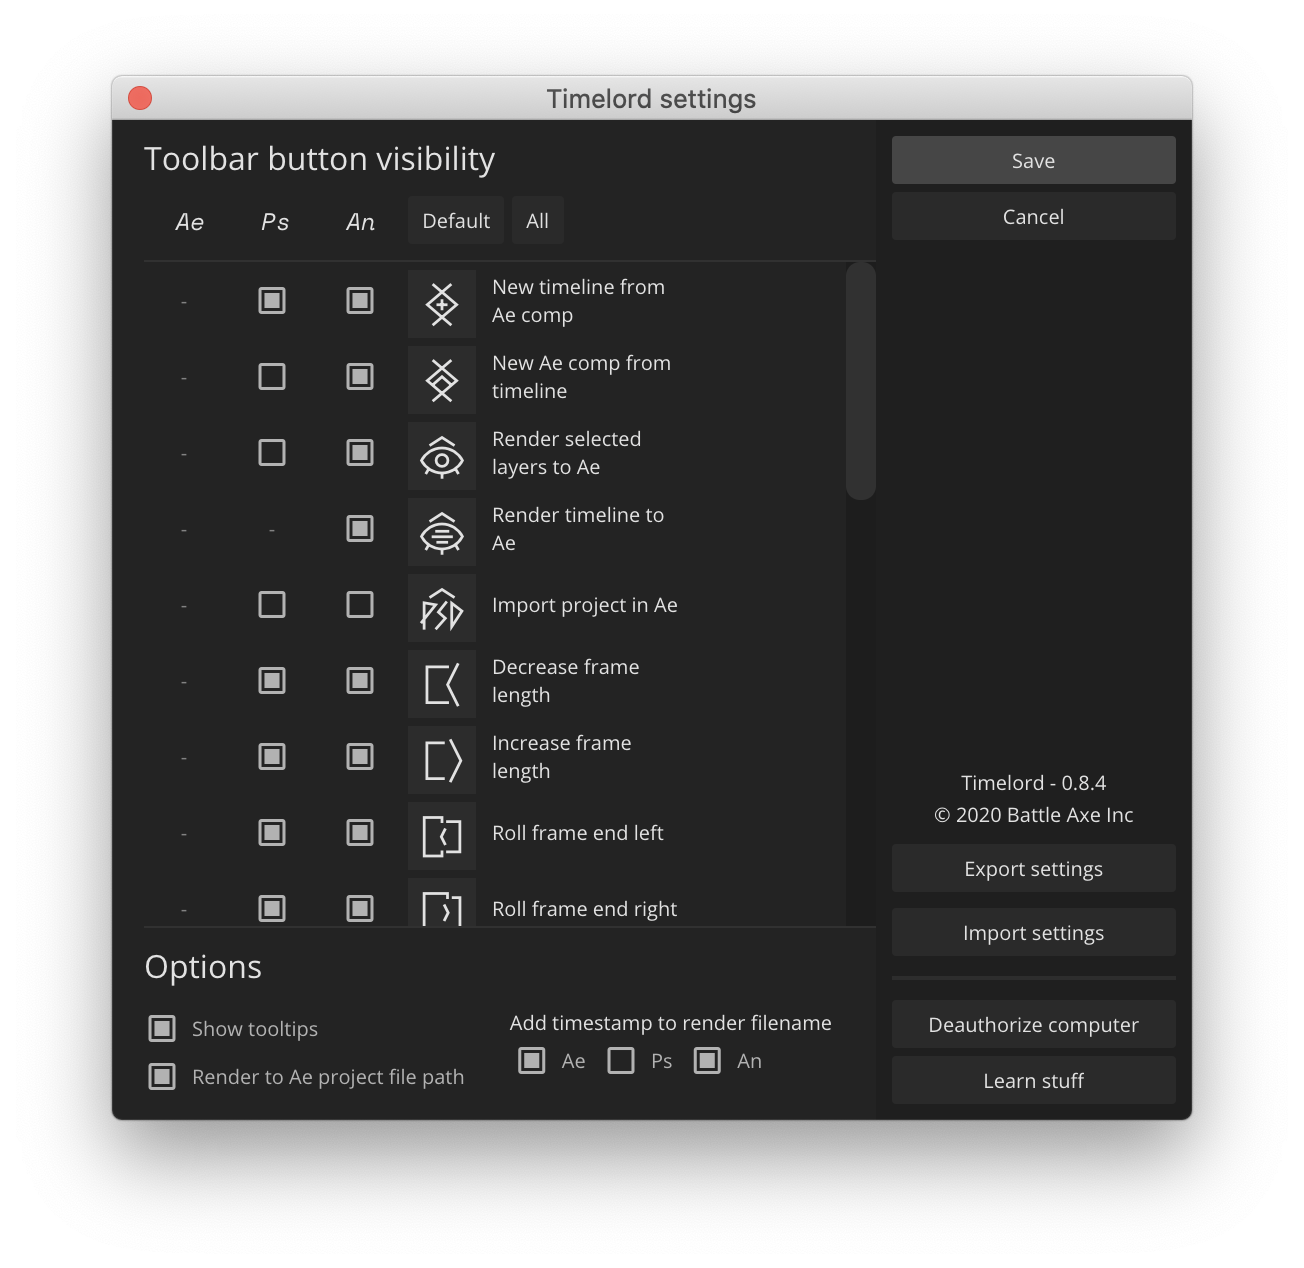 Timelord settings
Toolbar button visibility
Save
Cancel
Ae Ps An Default All
- New timeline from
Ae comp
- New Ae comp from
timeline
- Render selected
layers to Ae
- - Render timeline to
Ae
- PSD Import project in Ae
- Decrease frame
length
- Increase frame
length
- Roll frame end left
- Roll frame end right
Timelord - 0.8.4
© 2020 Battle Axe Inc
Export settings
Import settings
Deauthorize computer
Learn stuff
Options
Show tooltips
Render to Ae project file path
Add timestamp to render filename
Ae Ps An